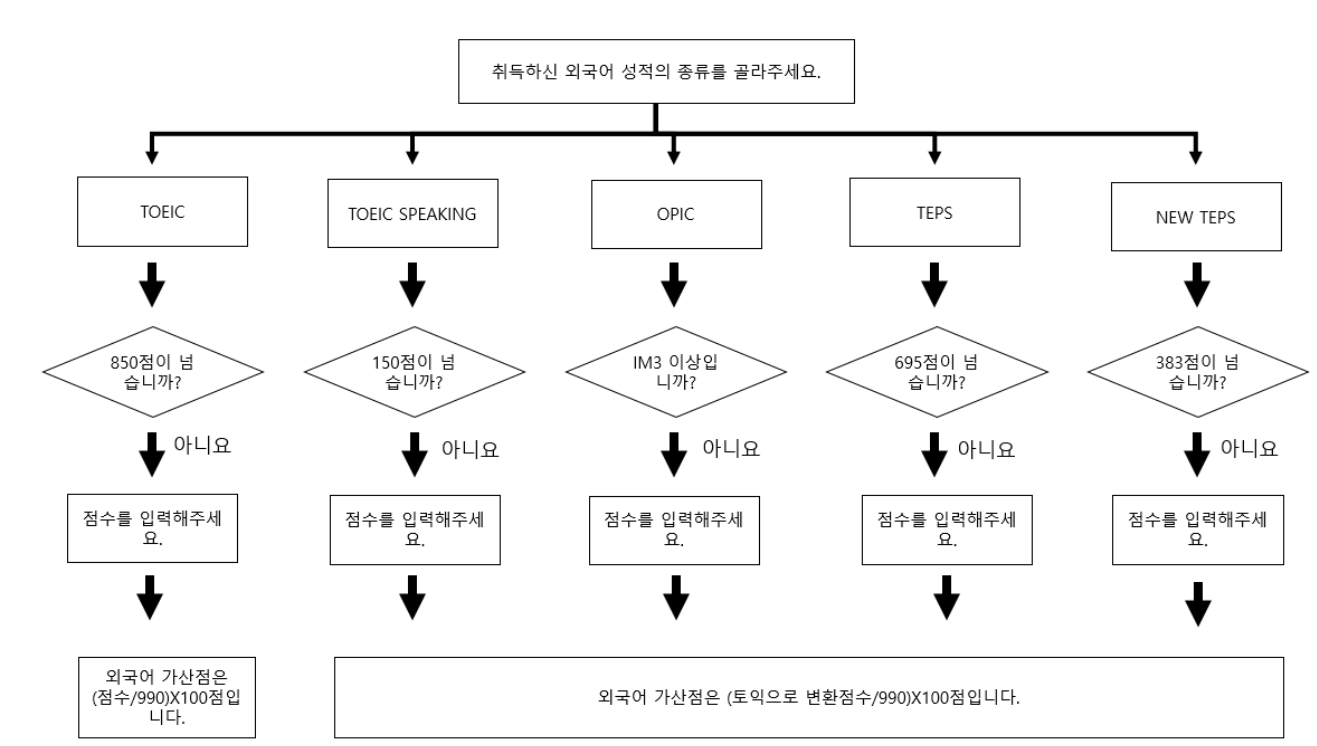 취득하신 외국어 성적의 종류를 골라주세요.
TOEIC
TOEIC SPEAKING
OPIC
TEPS
NEW TEPS
850점이 넘
습니까?
150점이 넘
습니까?
IM3 이상입
니까?
695점이 넘
습니까?
383점이 넘
습니까?
아니요
아니요
아니요
아니요
아니요
점수를 입력해주세
요.
점수를 입력해주세
요.
점수를 입력해주세
요.
점수를 입력해주세
요.
점수를 입력해주세
요.
외국어 가산점은
(점수/990)X100점입
니다.
외국어 가산점은 (토익으로 변환점수/990)X100점입니다.